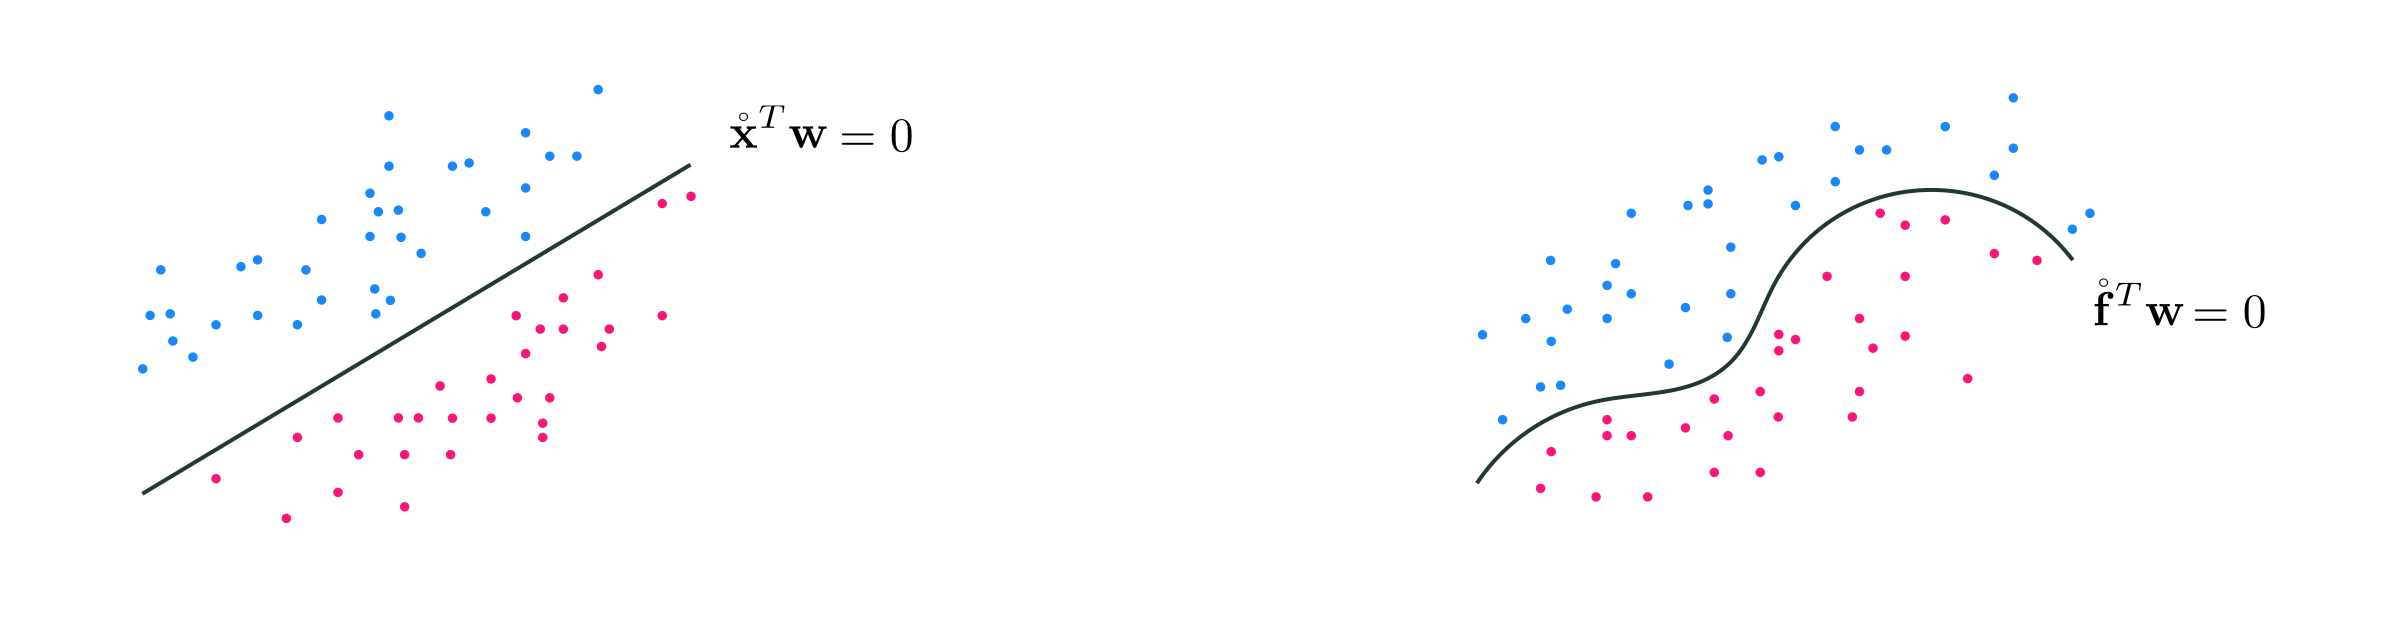 x̊ᵀw = 0
f̊ᵀw = 0